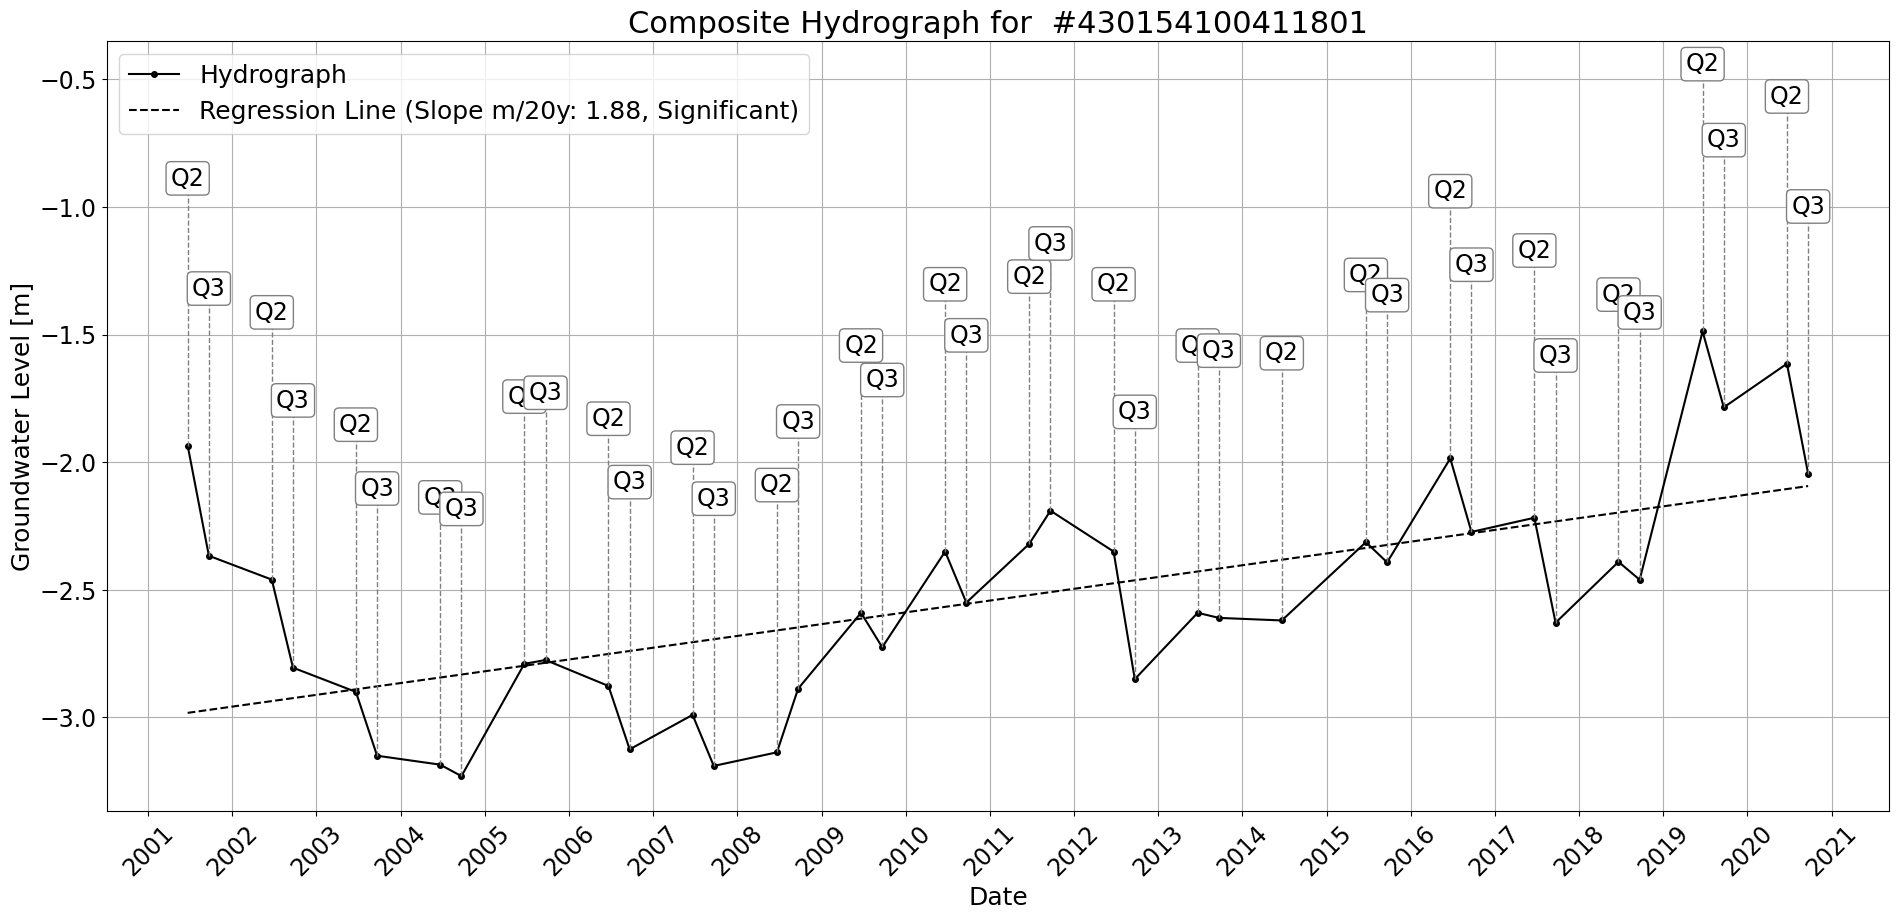 Composite Hydrograph for  #430154100411801
Hydrograph
Regression Line (Slope m/20y: 1.88, Significant)
Groundwater Level [m]
−0.5
−1.0
−1.5
−2.0
−2.5
−3.0
Q2
Q3
Q2
Q3
Q2
Q3
Q2
Q3
Q
Q3
Q2
Q3
Q2
Q3
Q2
Q3
Q2
Q3
Q2
Q3
Q2
Q3
Q2
Q3
Q
Q3
Q2
Q2
Q3
Q2
Q3
Q2
Q3
Q2
Q3
Q2
Q3
Q2
Q3
2001
2002
2003
2004
2005
2006
2007
2008
2009
2010
2011
2012
2013
2014
2015
2016
2017
2018
2019
2020
2021
Date